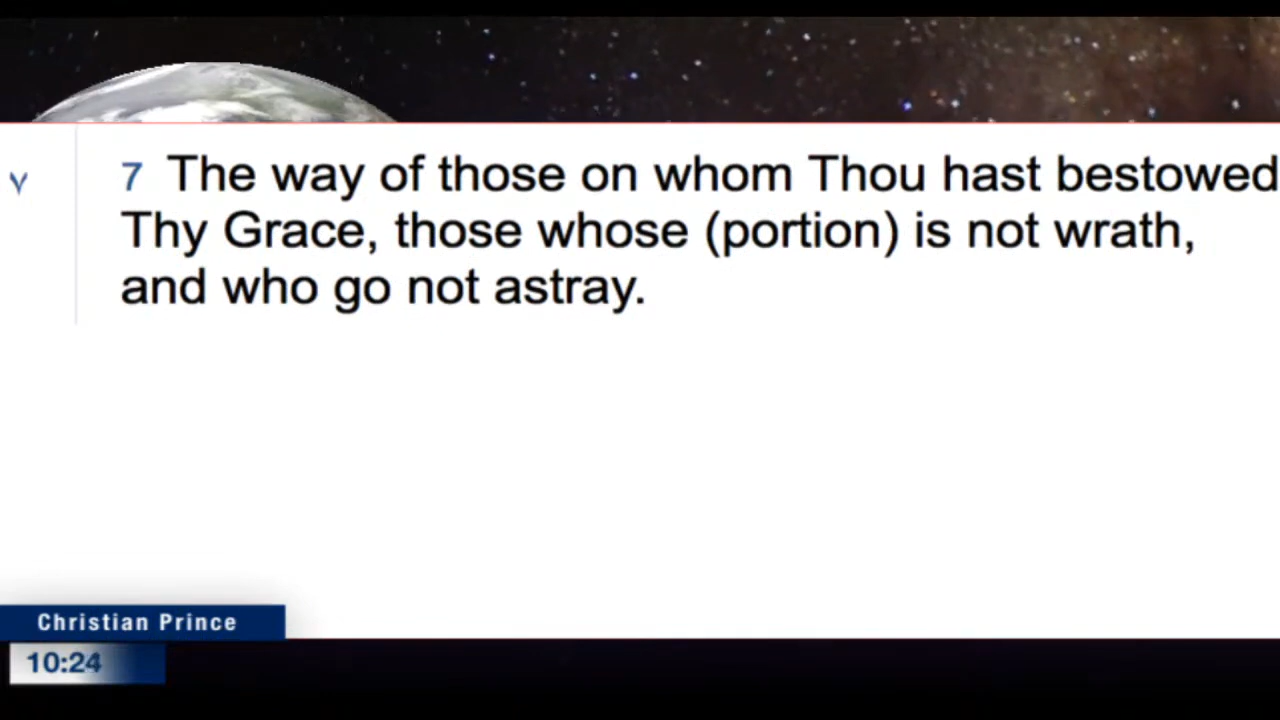 ٧
7 The way of those on whom Thou hast bestowed
Thy Grace, those whose (portion) is not wrath,
and who go not astray.
Christian Prince
10:24